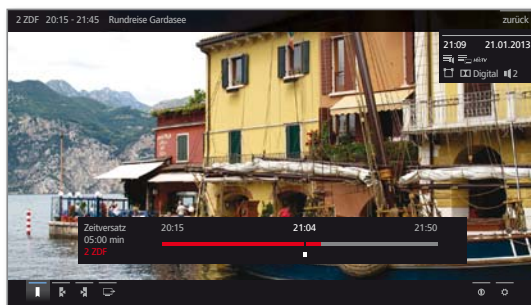 2 ZDF 20:15 - 21:45 Rundreise Gardasee zurück
21:09 21.01.2013
Digital 2
Zeitversatz 20:15 21:04 21:50
05:00 min
2 ZDF